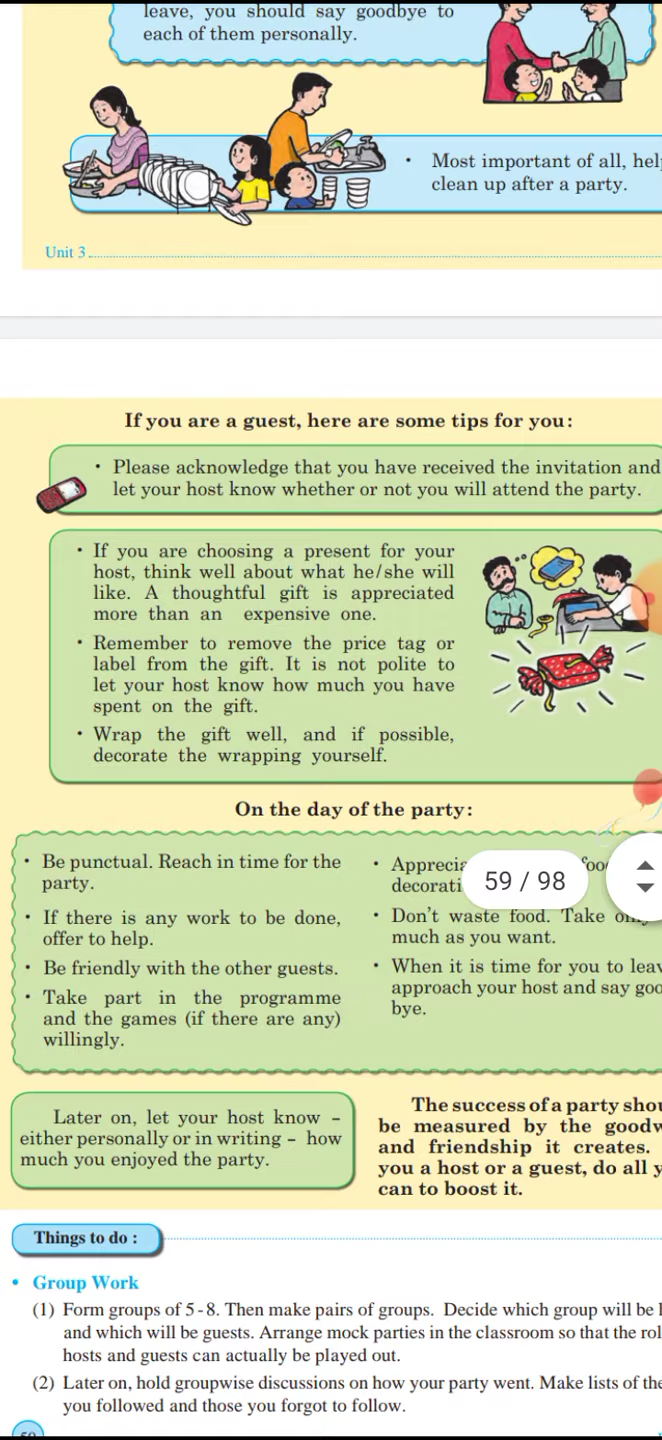 leave, you should say goodbye to
each of them personally.
• Most important of all,
clean up after a party.
Unit 3
If you are a guest, here are some tips for you:
• Please acknowledge that you have received the invitation and
let your host know whether or not you will attend the party.
• If you are choosing a present for your
host, think well about what he/she will
like. A thoughtful gift is appreciated
more than an expensive one.
• Remember to remove the price tag or
label from the gift. It is not polite to
let your host know how much you have
spent on the gift.
• Wrap the gift well, and if possible,
decorate the wrapping yourself.
On the day of the party:
• Be punctual. Reach in time for the
party.
• If there is any work to be done,
offer to help.
• Be friendly with the other guests.
• Take part in the programme
and the games (if there are any)
willingly.
•
59 / 98
• Don't waste food. Take
much as you want.
• When it is time for you to
approach your host and say
bye.
Later on, let your host know –
either personally or in writing – how
much you enjoyed the party.
The success of a party
be measured by the
and friendship it creates.
you a host or a guest, do all
can to boost it.
Things to do :
• Group Work
(1) Form groups of 5-8. Then make pairs of groups. Decide which group will be
and which will be guests. Arrange mock parties in the classroom so that the
hosts and guests can actually be played out.
(2) Later on, hold groupwise discussions on how your party went. Make lists of
you followed and those you forgot to follow.